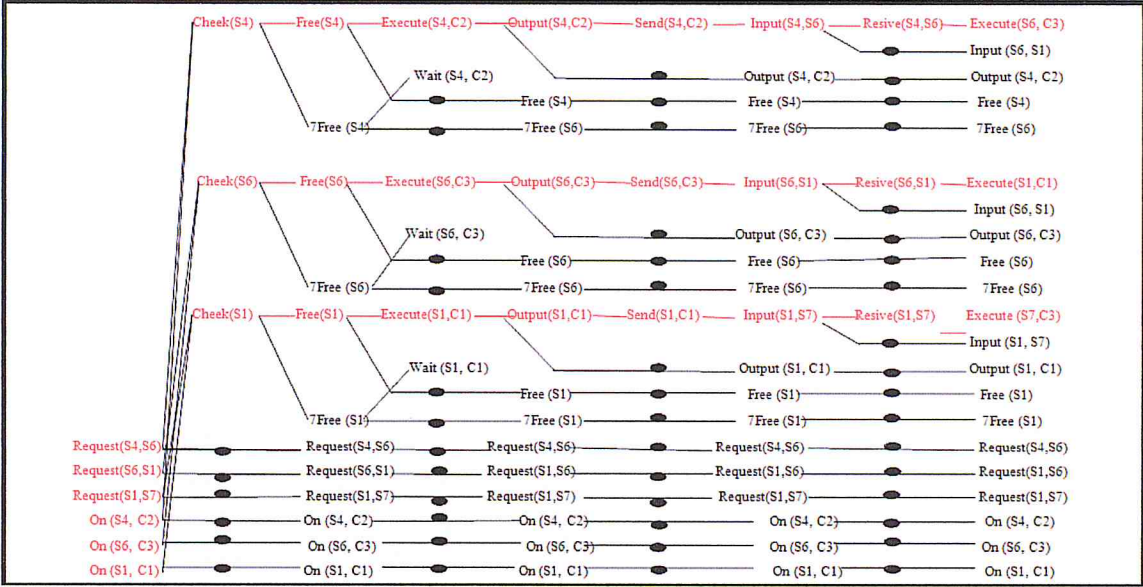 Cheek(S4) Free(S4) Execute(S4,C2) Output(S4,C2) Send(S4,C2) Input(S4,S6) Resive(S4,S6) Execute(S6, C3)
Input (S6, S1)
Wait (S4, C2) Output (S4, C2) Output (S4, C2)
Free (S4) Free (S4) Free (S4)
7Free (S4) 7Free (S6) 7Free (S6) 7Free (S6)
Cheek(S6) Free(S6) Execute(S6,C3) Output(S6,C3) Send(S6,C3) Input(S6,S1) Resive(S6,S1) Execute(S1,C1)
Input (S6, S1)
Wait (S6, C3) Output (S6, C3) Output (S6, C3)
Free (S6) Free (S6) Free (S6)
7Free (S6) 7Free (S6) 7Free (S6) 7Free (S6)
Cheek(S1) Free(S1) Execute(S1,C1) Output(S1,C1) Send(S1,C1) Input(S1,S7) Resive(S1,S7) Execute (S7,C3)
Input (S1, S7)
Wait (S1, C1) Output (S1, C1) Output (S1, C1)
Free (S1) Free (S1) Free (S1)
7Free (S1) 7Free (S1) 7Free (S1) 7Free (S1)
Request(S4,S6) Request(S4,S6) Request(S4,S6) Request(S4,S6) Request(S4,S6)
Request(S6,S1) Request(S6,S1) Request(S1,S6) Request(S1,S6) Request(S1,S6)
Request(S1,S7) Request(S1,S7) Request(S1,S7) Request(S1,S7) Request(S1,S7)
On (S4, C2) On (S4, C2) On (S4, C2) On (S4, C2) On (S4, C2)
On (S6, C3) On (S6, C3) On (S6, C3) On (S6, C3) On (S6, C3)
On (S1, C1) On (S1, C1) On (S1, C1) On (S1, C1) On (S1, C1)